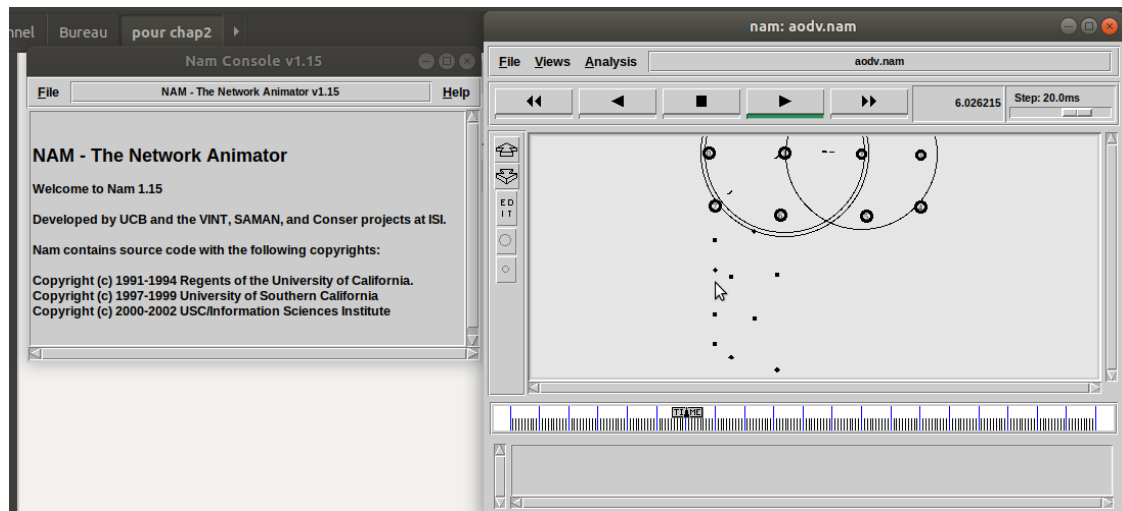 nnel Bureau pour chap2
Nam Console v1.15
File NAM - The Network Animator v1.15 Help
NAM - The Network Animator
Welcome to Nam 1.15
Developed by UCB and the VINT, SAMAN, and Conser projects at ISI.
Nam contains source code with the following copyrights:
Copyright (c) 1991-1994 Regents of the University of California.
Copyright (c) 1997-1999 University of Southern California
Copyright (c) 2000-2002 USC/Information Sciences Institute
nam: aodv.nam
File Views Analysis aodv.nam
6.026215 Step: 20.0ms
ED
IT
TIME